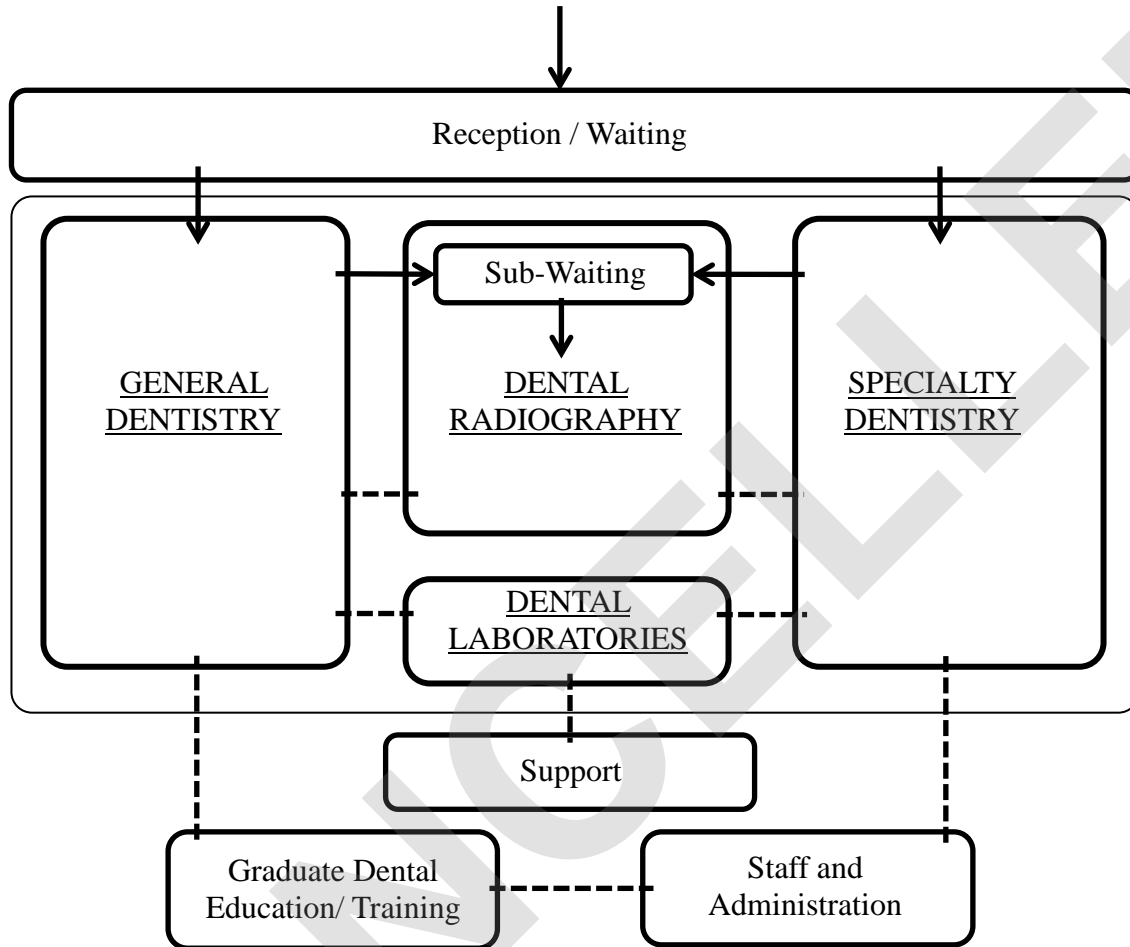 Reception / Waiting
Sub-Waiting
GENERAL
DENTISTRY
DENTAL
RADIOGRAPHY
SPECIALTY
DENTISTRY
DENTAL
LABORATORIES
Support
Graduate Dental
Education/ Training
Staff and
Administration
NCELLE